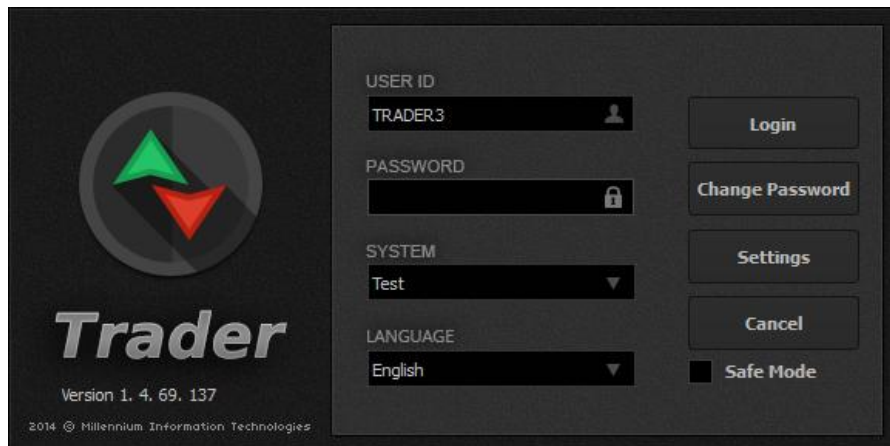 USER ID
TRADER3
PASSWORD
SYSTEM
Test
LANGUAGE
English
Login
Change Password
Settings
Cancel
Safe Mode
Trader
Version 1. 4. 69. 137
2014 © Millennium Information Technologies